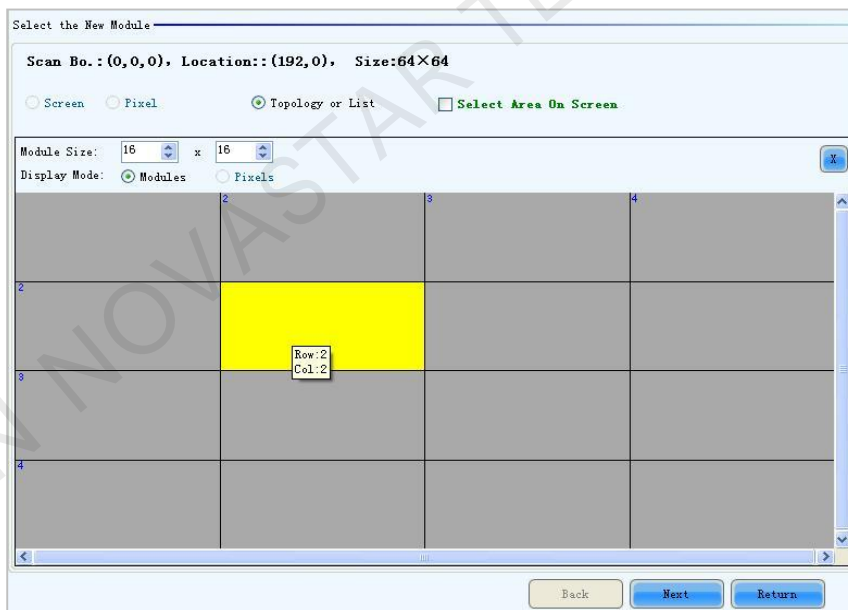 Select the New Module
Scan Bo.:(0,0,0), Location::(192,0), Size:64×64
Screen Pixel Topology or List Select Area On Screen
Module Size: 16 x 16 X
Display Mode: Modules Pixels
2 3 4
2
Row:2
Col:2
3
4
Back Next Return
NOVASTAR